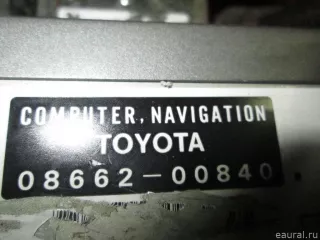 COMPUTER, NAVIGATION
TOYOTA
08662-00840
eaural.ru